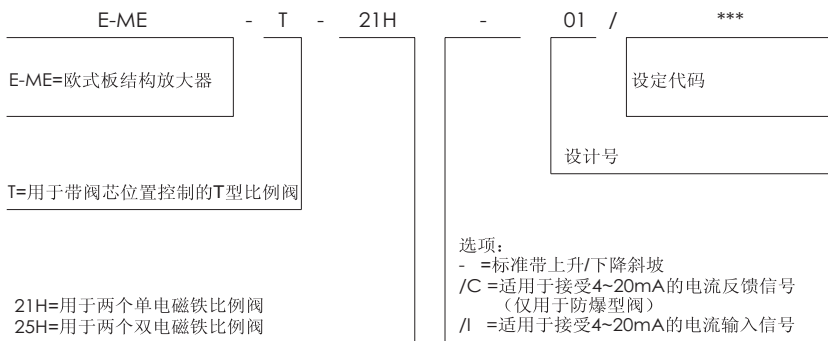 E-ME - T - 21H - 01 / ***
E-ME=欧式板结构放大器
设定代码
设计号
T=用于带阀芯位置控制的T型比例阀
选项：
- =标准带上升/下降斜坡
/C =适用于接受4~20mA的电流反馈信号
（仅用于防爆型阀）
/I =适用于接受4~20mA的电流输入信号
21H=用于两个单电磁铁比例阀
25H=用于两个双电磁铁比例阀